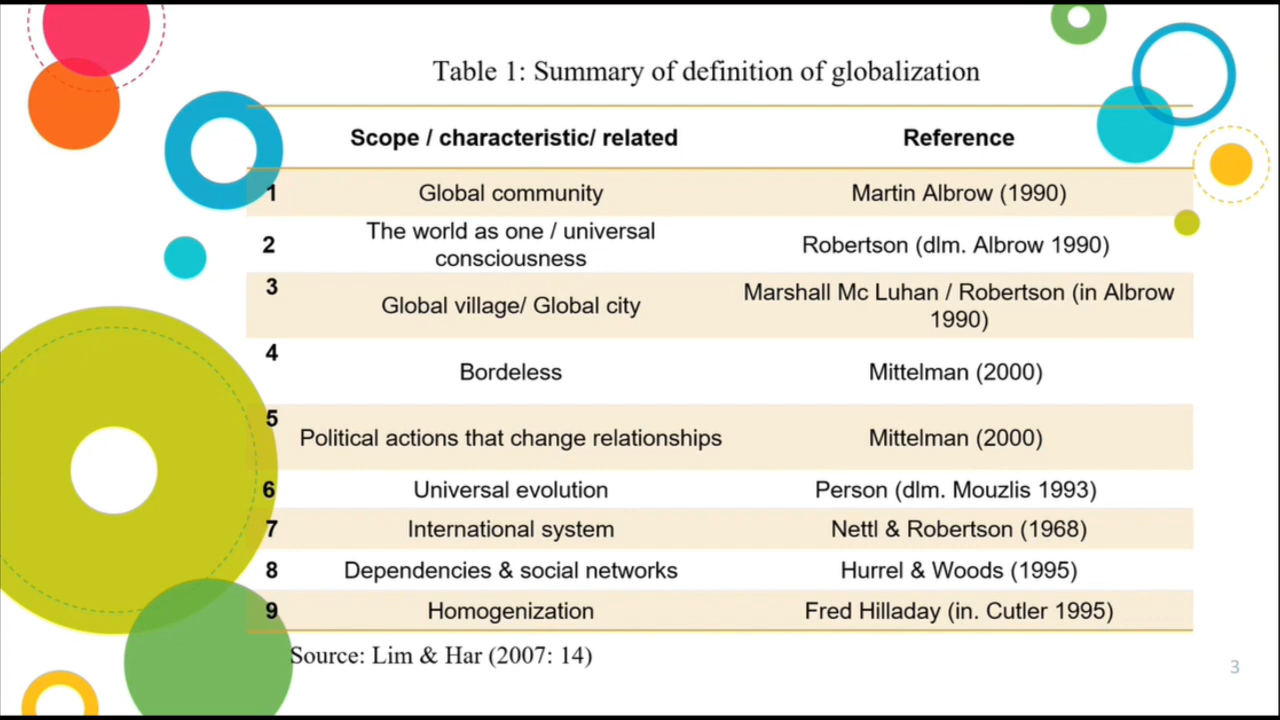 Table 1: Summary of definition of globalization
Scope / characteristic/ related Reference
1 Global community Martin Albrow (1990)
The world as one / universal
2 consciousness Robertson (dlm. Albrow 1990)
3 Global village/ Global city Marshall Mc Luhan / Robertson (in Albrow
1990)
4 Bordeless Mittelman (2000)
5 Political actions that change relationships Mittelman (2000)
6 Universal evolution Person (dlm. Mouzlis 1993)
7 International system Nettl & Robertson (1968)
8 Dependencies & social networks Hurrel & Woods (1995)
9 Homogenization Fred Hilladay (in. Cutler 1995)
Source: Lim & Har (2007: 14)
3